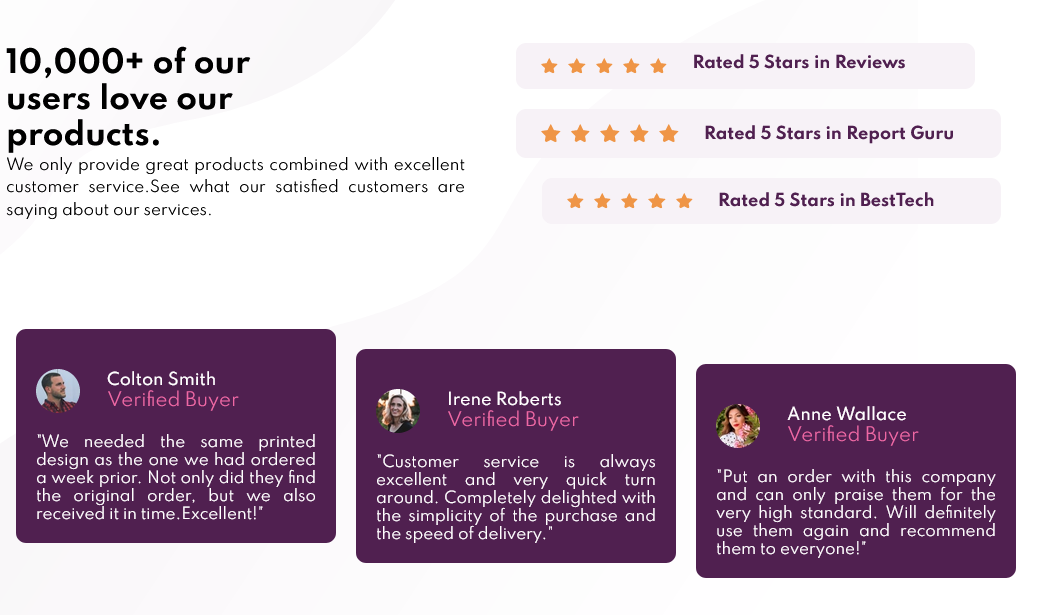 10,000+ of our
users love our
products.
We only provide great products combined with excellent
customer service.See what our satisfied customers are
saying about our services.
Rated 5 Stars in Reviews
Rated 5 Stars in Report Guru
Rated 5 Stars in BestTech
Colton Smith
Verified Buyer
"We needed the same printed
design as the one we had ordered
a week prior. Not only did they find
the original order, but we also
received it in time.Excellent!"
Irene Roberts
Verified Buyer
"Customer service is always
excellent and very quick turn
around. Completely delighted with
the simplicity of the purchase and
the speed of delivery."
Anne Wallace
Verified Buyer
"Put an order with this company
and can only praise them for the
very high standard. Will definitely
use them again and recommend
them to everyone!"